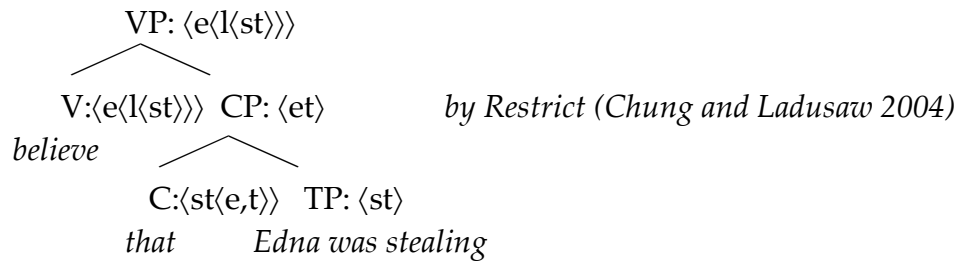 VP: ⟨e⟨l⟨st⟩⟩⟩
V:⟨e⟨l⟨st⟩⟩⟩ CP: ⟨et⟩ by Restrict (Chung and Ladusaw 2004)
believe
C:⟨st⟨e,t⟩⟩ TP: ⟨st⟩
that Edna was stealing